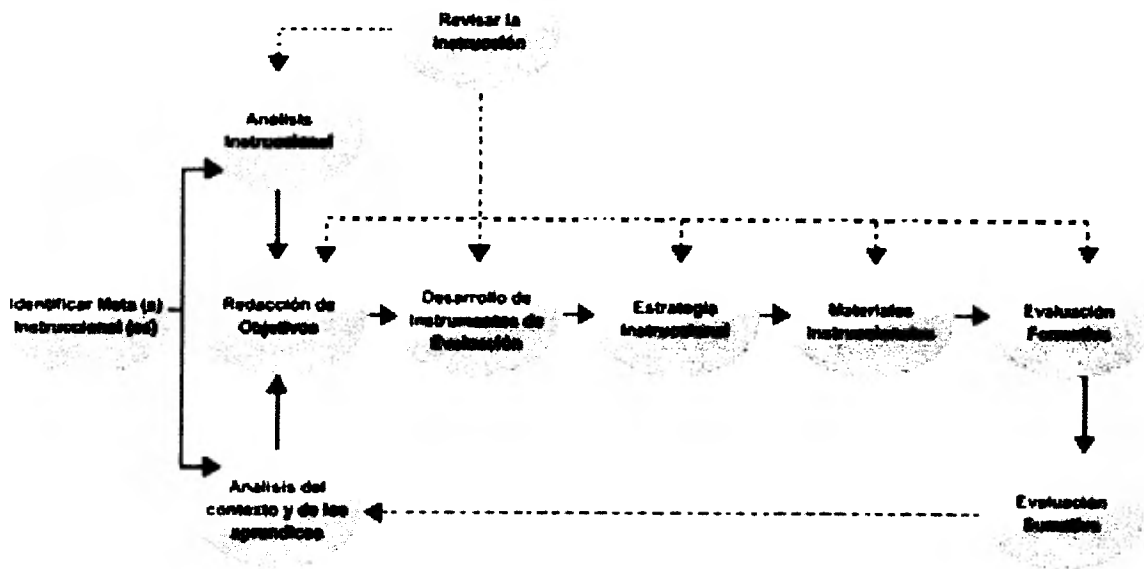 Revisar la
Instrucción
Análisis
Instruccional
Identificar Meta (s)
Instruccional (es)
Redacción de
Objetivos
Desarrollo de
Instrumentos de
Evaluación
Estrategia
Instruccional
Materiales
Instruccionales
Evaluación
Formativa
Análisis del
contexto y de los
aprendices
Evaluación
Sumativa